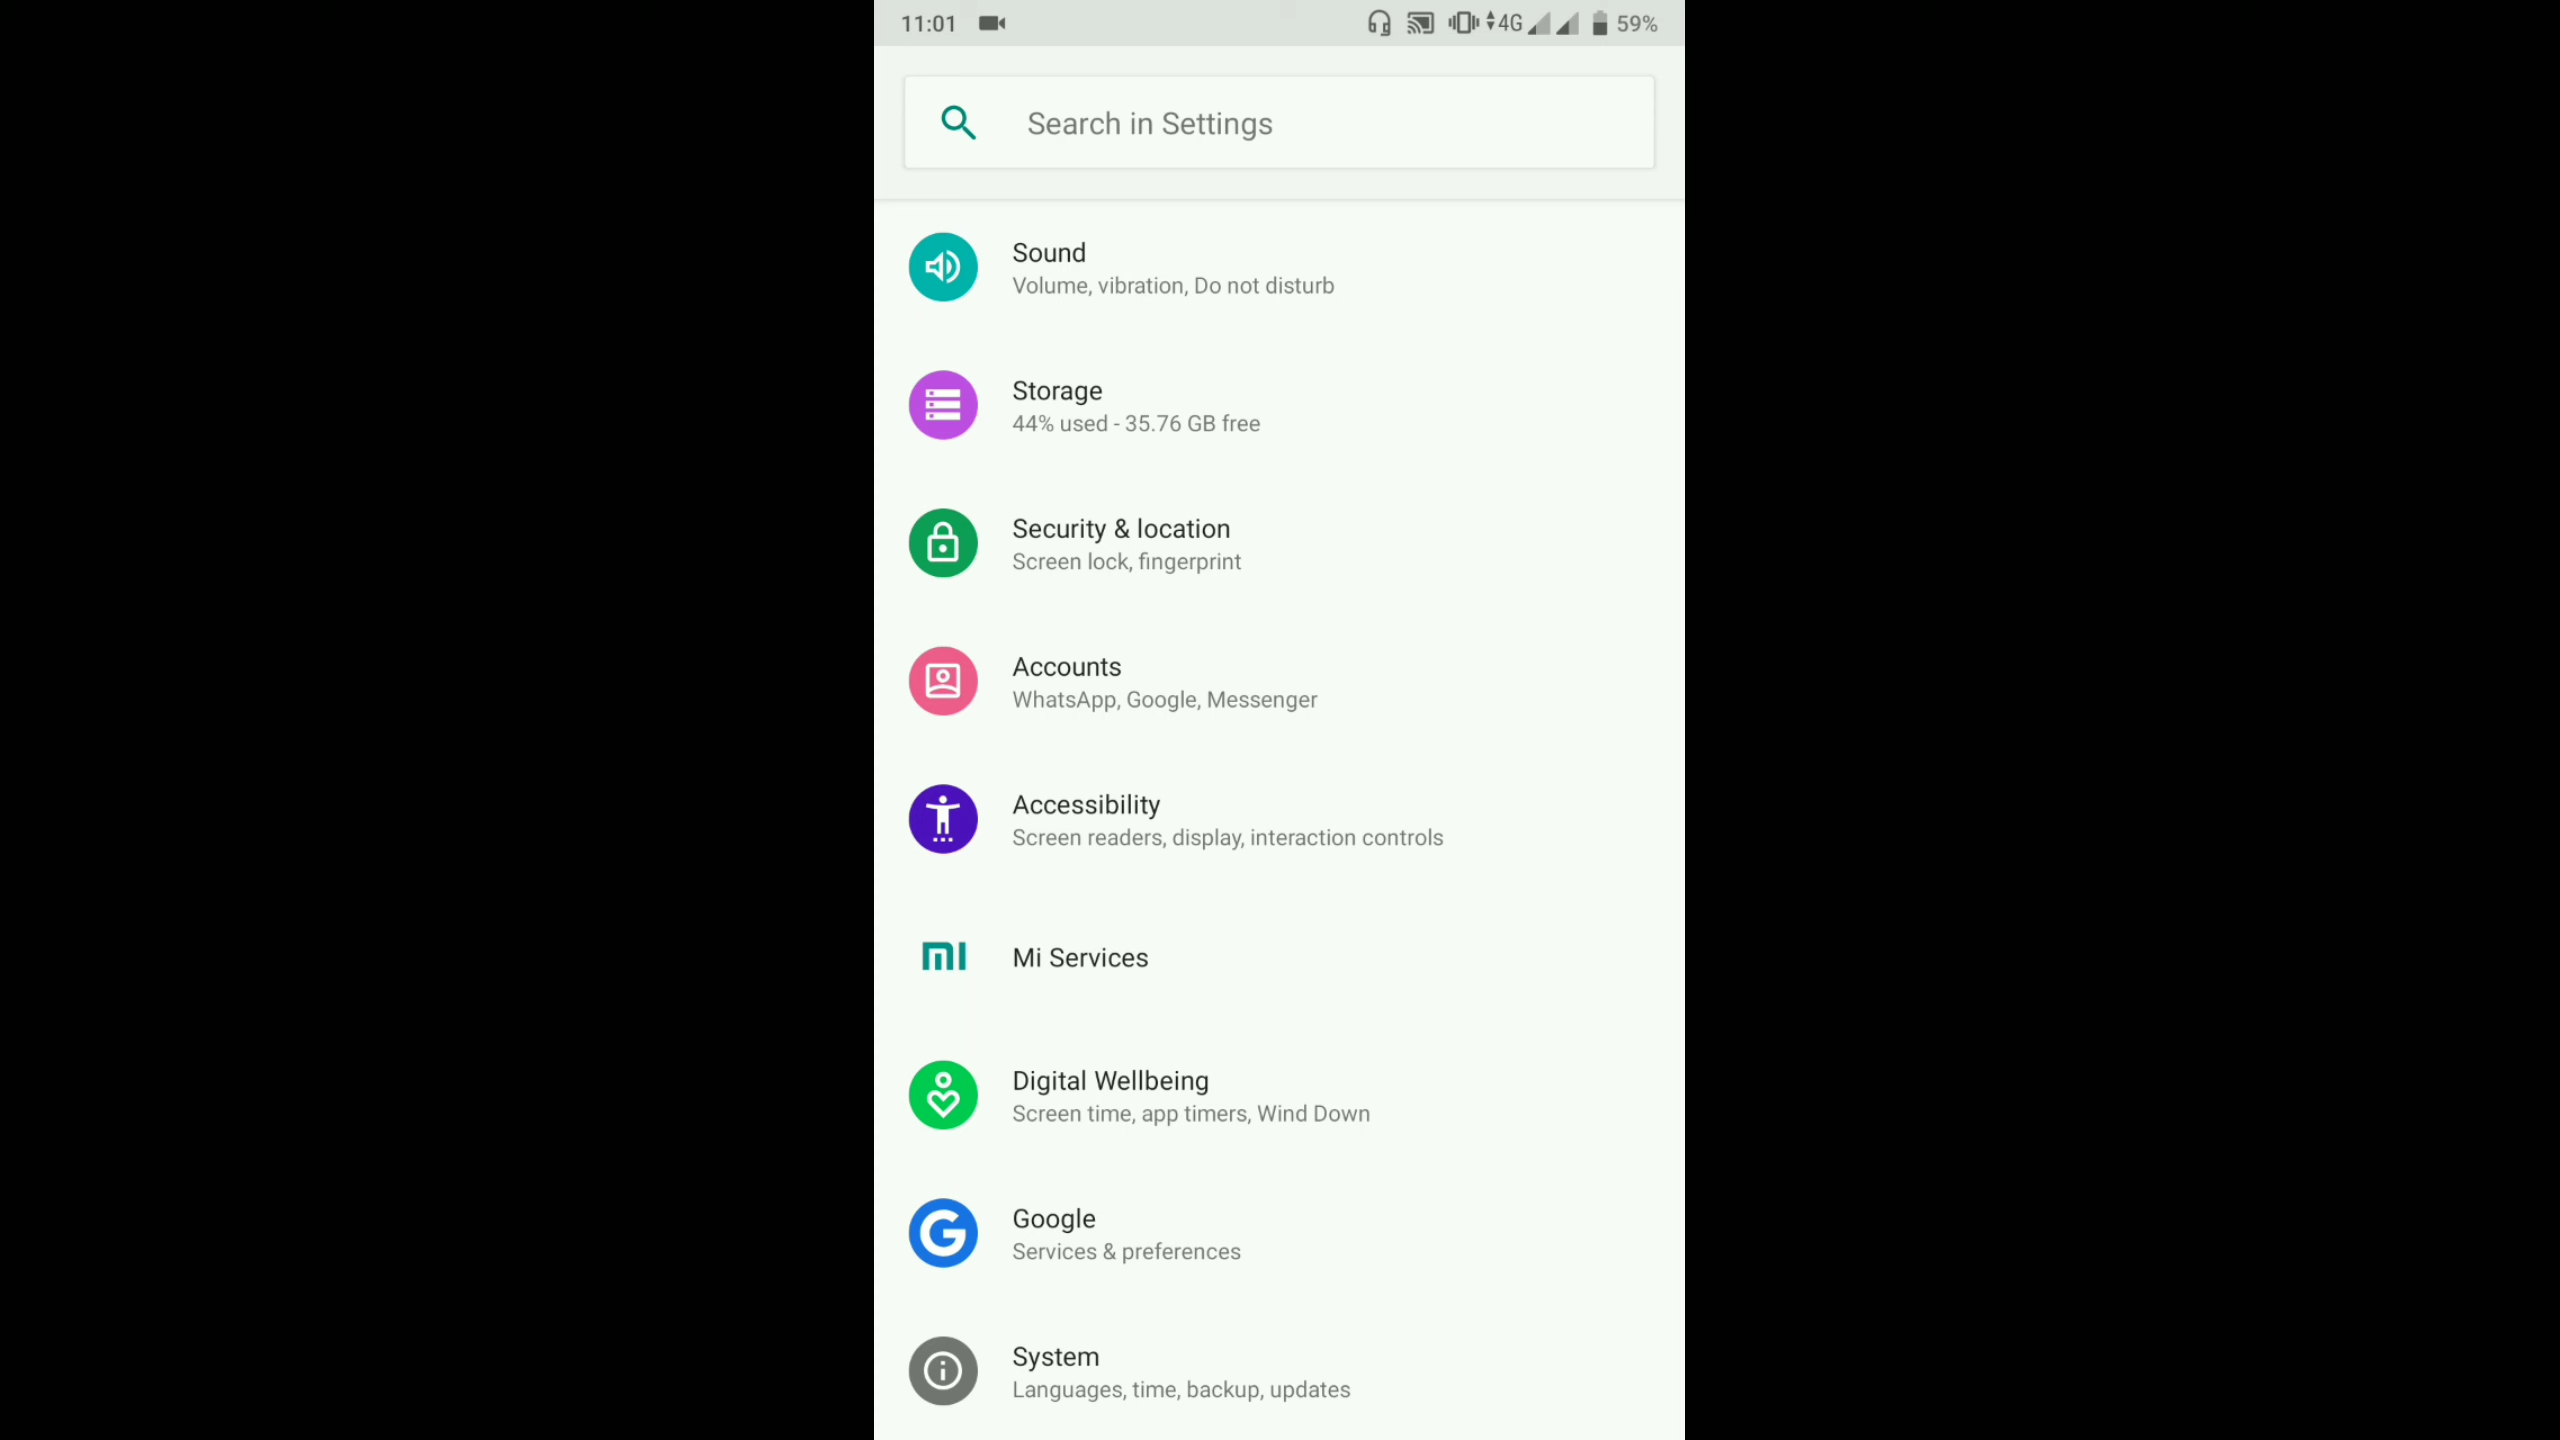 11:01 4G 59%
Search in Settings
Sound
Volume, vibration, Do not disturb
Storage
44% used - 35.76 GB free
Security & location
Screen lock, fingerprint
Accounts
WhatsApp, Google, Messenger
Accessibility
Screen readers, display, interaction controls
Mi Services
Digital Wellbeing
Screen time, app timers, Wind Down
Google
Services & preferences
System
Languages, time, backup, updates